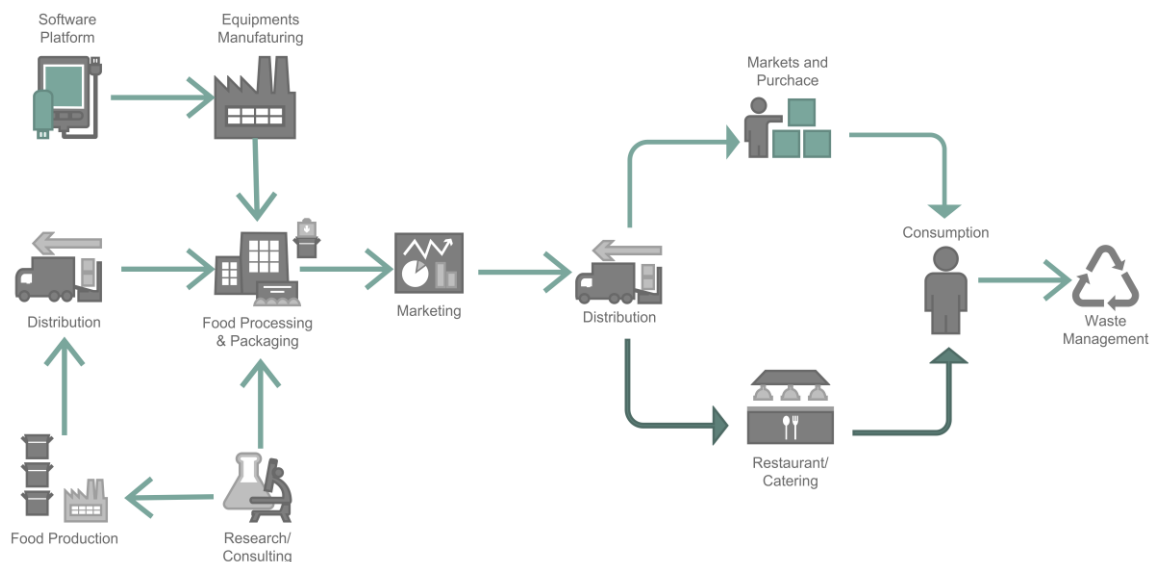 Software
Platform
Equipments
Manufaturing
Markets and
Purchace
Consumption
Distribution
Food Processing
& Packaging
Marketing
Distribution
Waste
Management
Restaurant/
Catering
Food Production
Research/
Consulting